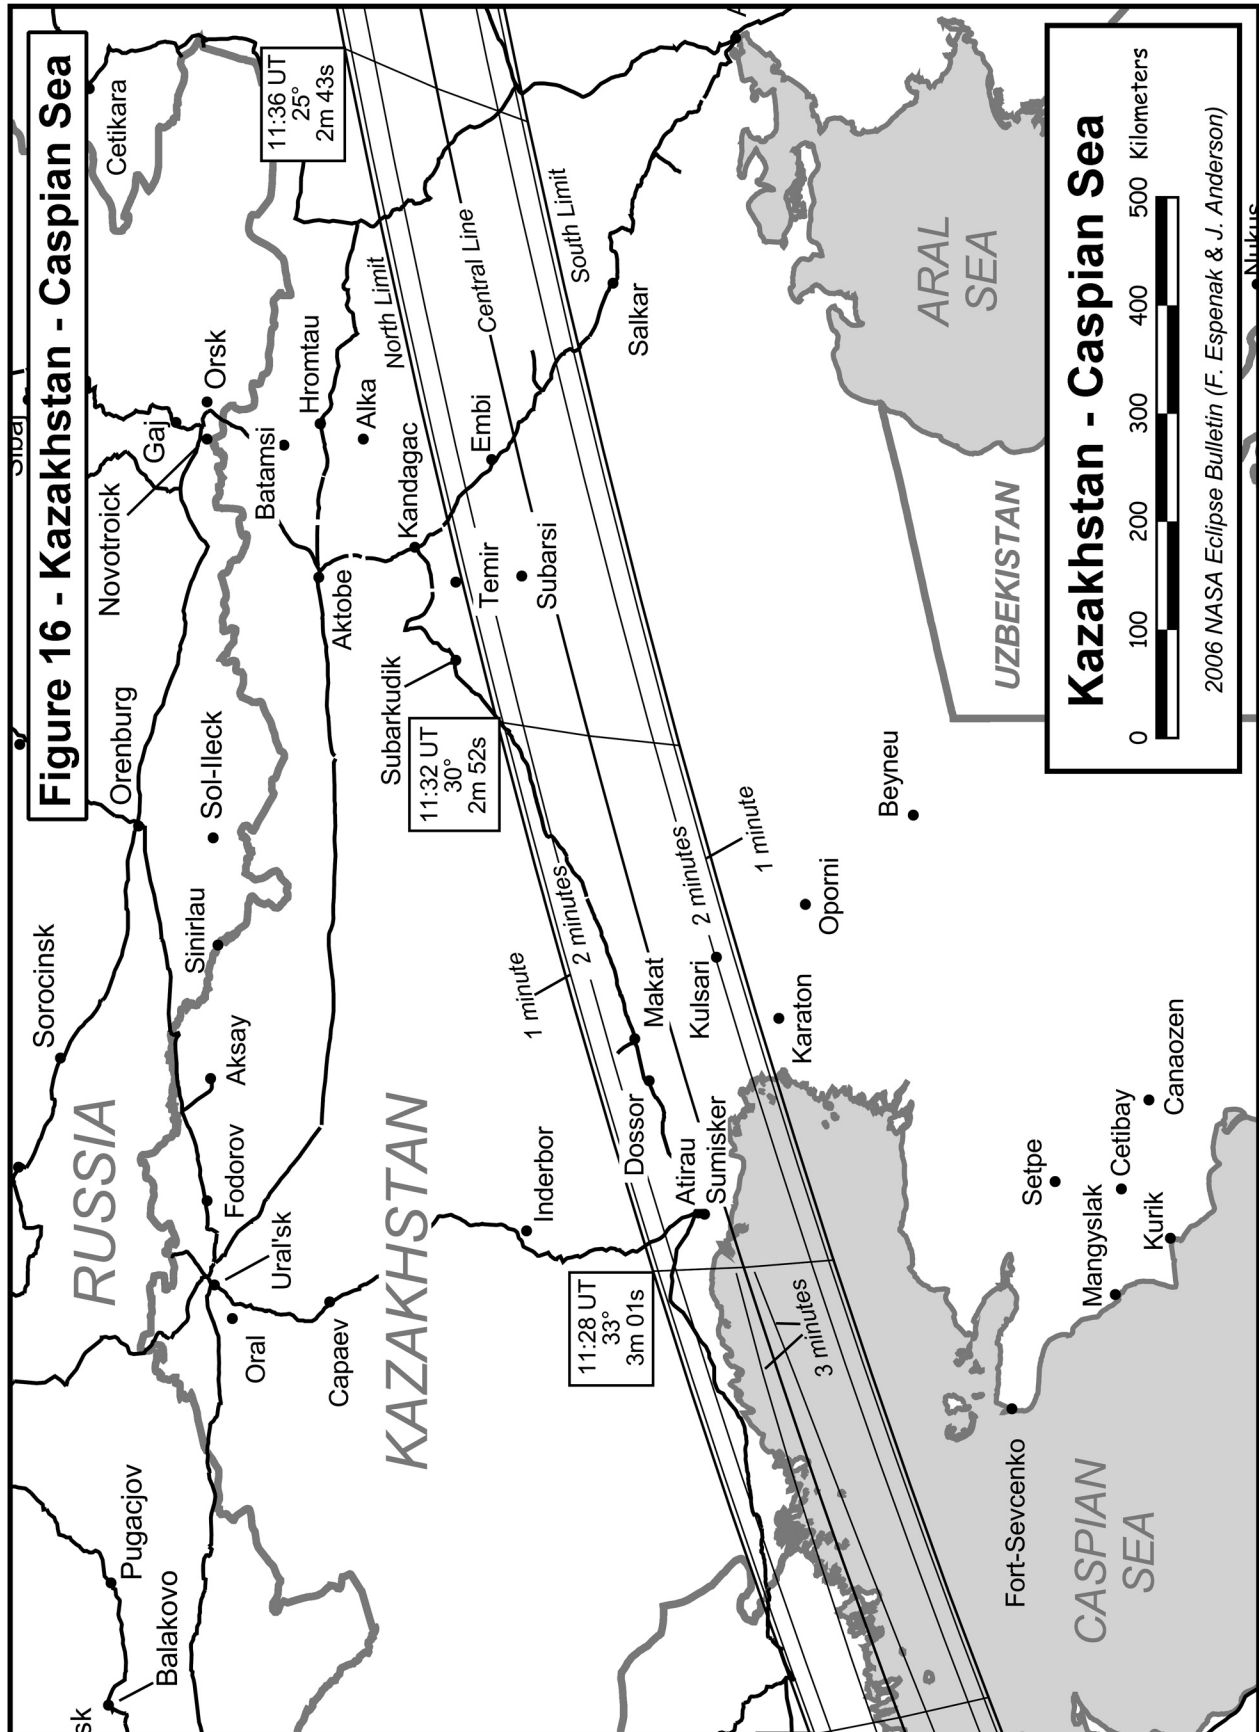 Figure 16 - Kazakhstan - Caspian Sea
Cetikara
11:36 UT
25°
2m 43s
Sibaj
Gaj
Orsk
Novotroick
Batamsi
Hromtau
Alka
North Limit
Central Line
South Limit
Salkar
ARAL
SEA
Nukus
Kandagac
Embi
Aktobe
Temir
Subarsi
Subarkudik
UZBEKISTAN
Orenburg
Sol-Ileck
11:32 UT
30°
2m 52s
Beyneu
Sorocinsk
Sinirlau
1 minute
2 minutes
2 minutes
1 minute
Oporni
Aksay
Makat
Kulsari
Karaton
RUSSIA
KAZAKHSTAN
Fodorov
Inderbor
Dossor
Atirau
Sumisker
Ural'sk
Oral
Capaev
11:28 UT
33°
3m 01s
3 minutes
Setpe
Cetibay
Canaozen
Mangyslak
Kurik
Pugacjov
Balakovo
sk
Fort-Sevcenko
CASPIAN
SEA
Kazakhstan - Caspian Sea
0 100 200 300 400 500 Kilometers
2006 NASA Eclipse Bulletin (F. Espenak & J. Anderson)